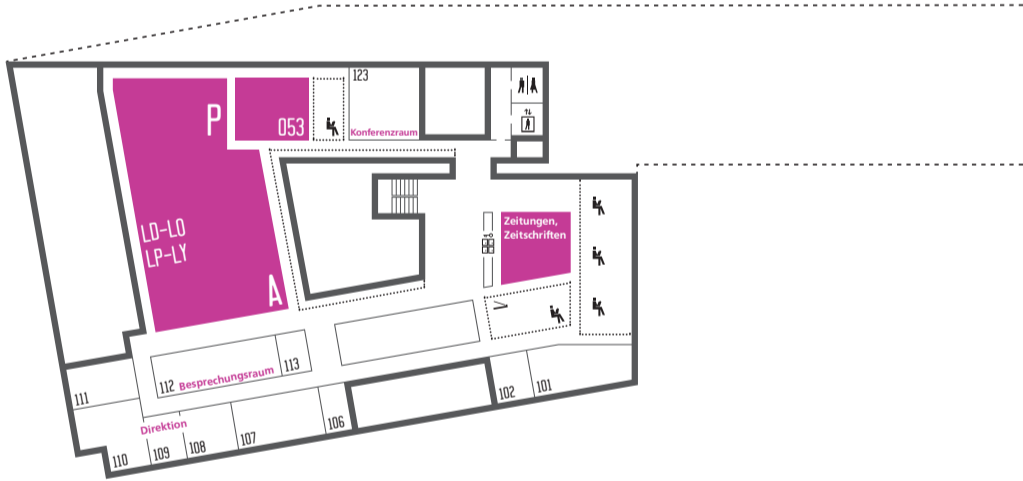 123
P
053
Konferenzraum
Zeitungen,
Zeitschriften
LD-LO
LP-LY
A
113
112 Besprechungsraum
111
102
101
Direktion
106
107
108
109
110